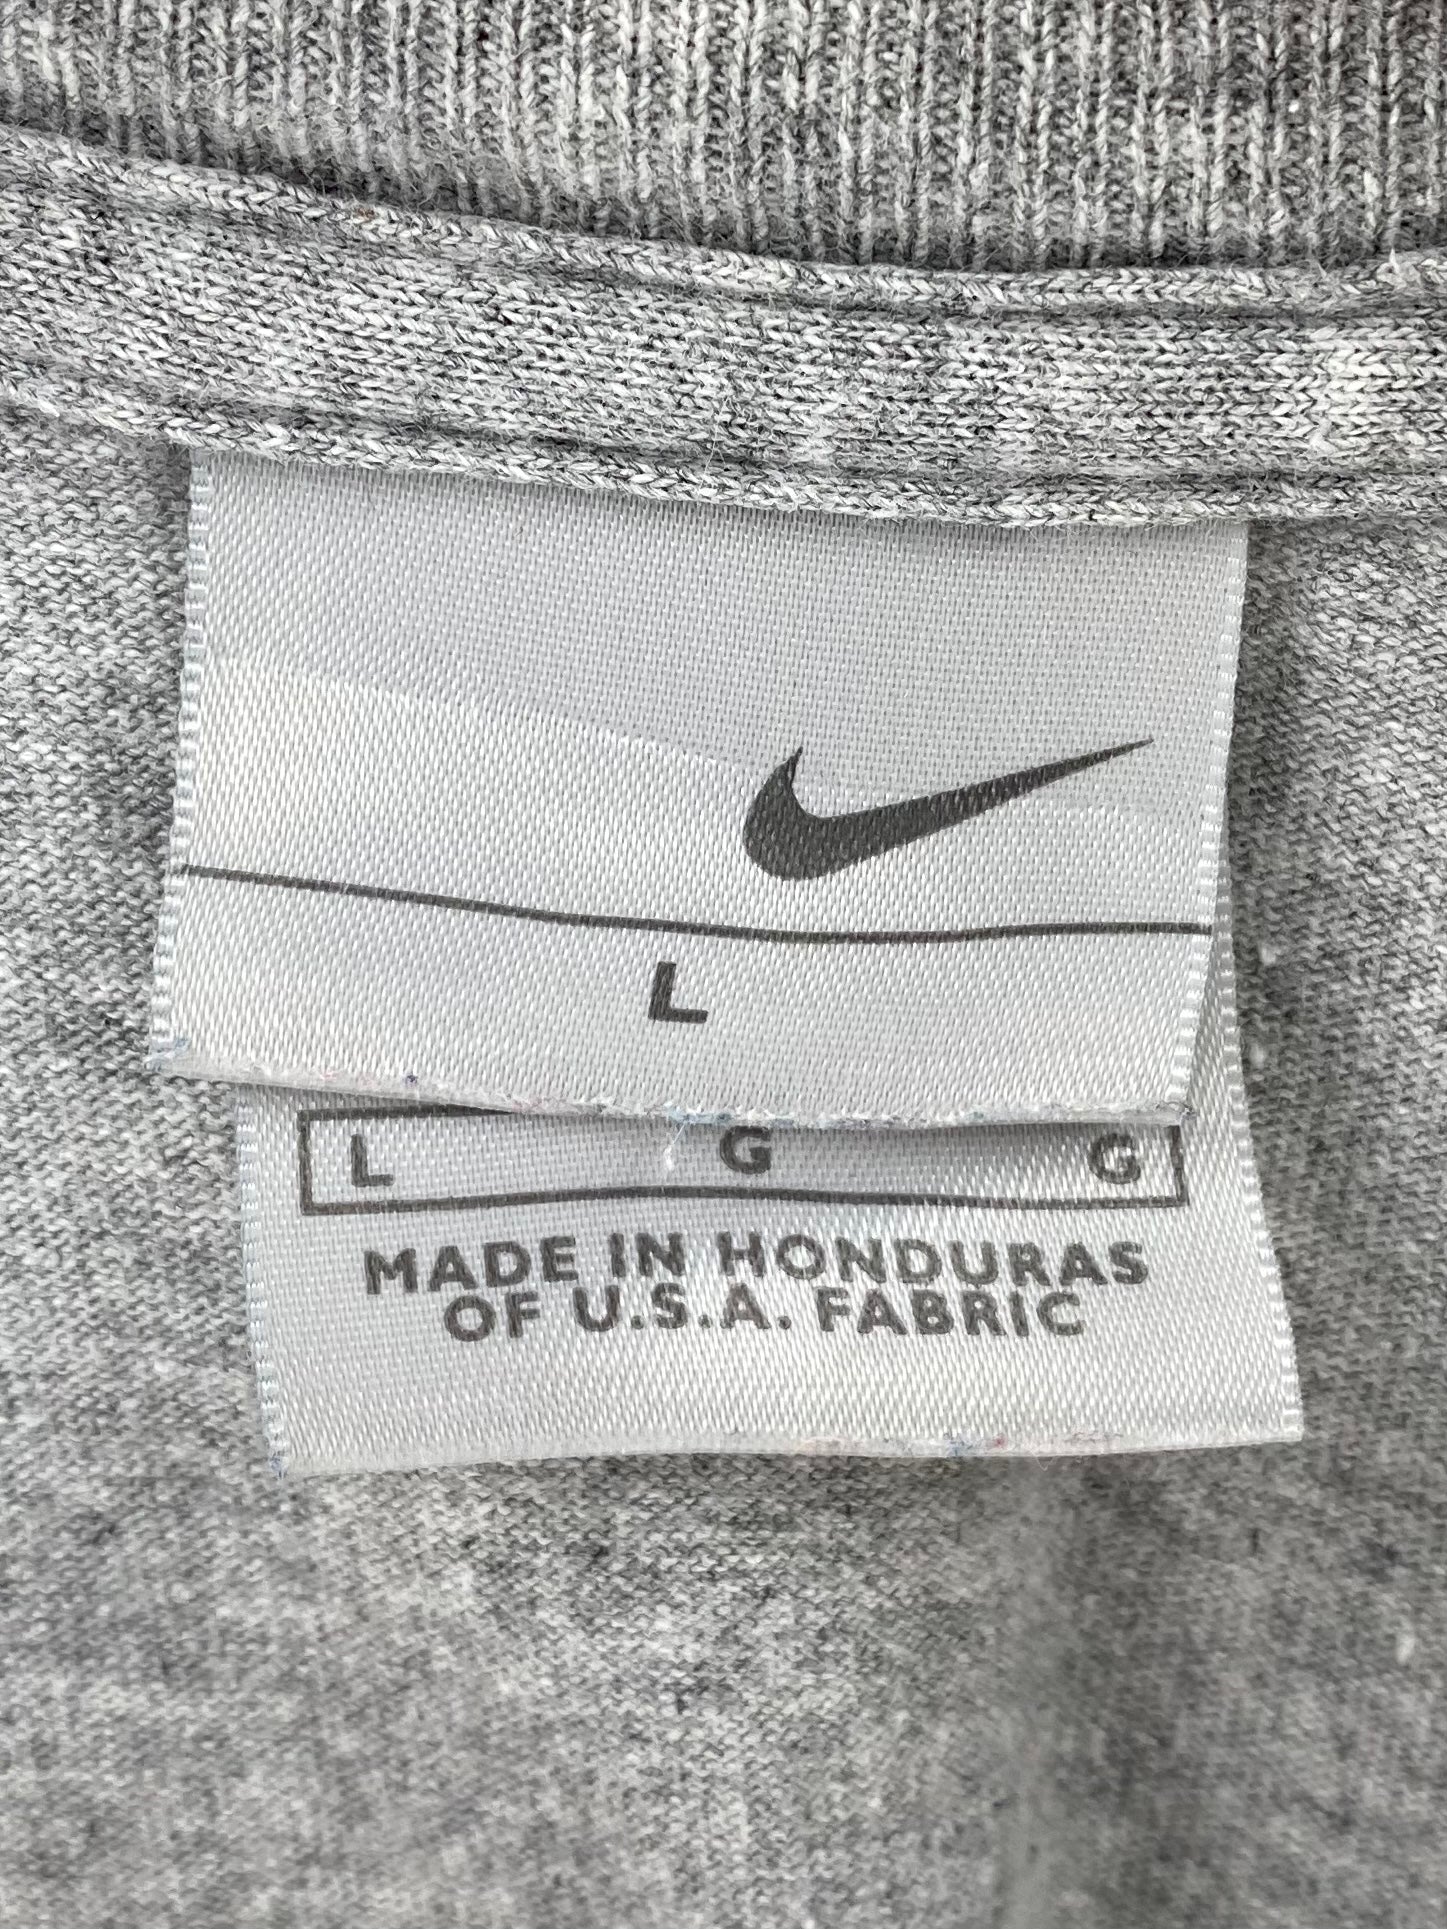 L
L G G
MADE IN HONDURAS
OF U.S.A. FABRIC